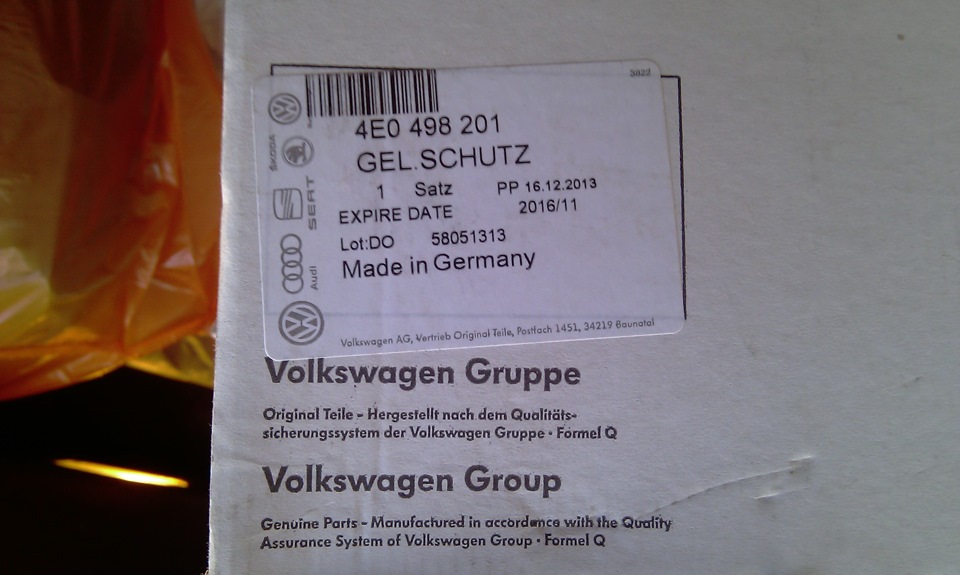 3822
4E0 498 201
GEL.SCHUTZ
1 Satz PP 16.12.2013
EXPIRE DATE 2016/11
Lot:DO 58051313
Made in Germany
ŠKODA
SEAT
Audi
Volkswagen AG, Vertrieb Original Teile, Postfach 1451, 34219 Baunatal
Volkswagen Gruppe
Original Teile – Hergestellt nach dem Qualitäts-
sicherungssystem der Volkswagen Gruppe · Formel Q
Volkswagen Group
Genuine Parts – Manufactured in accordance with the Quality
Assurance System of Volkswagen Group · Formel Q